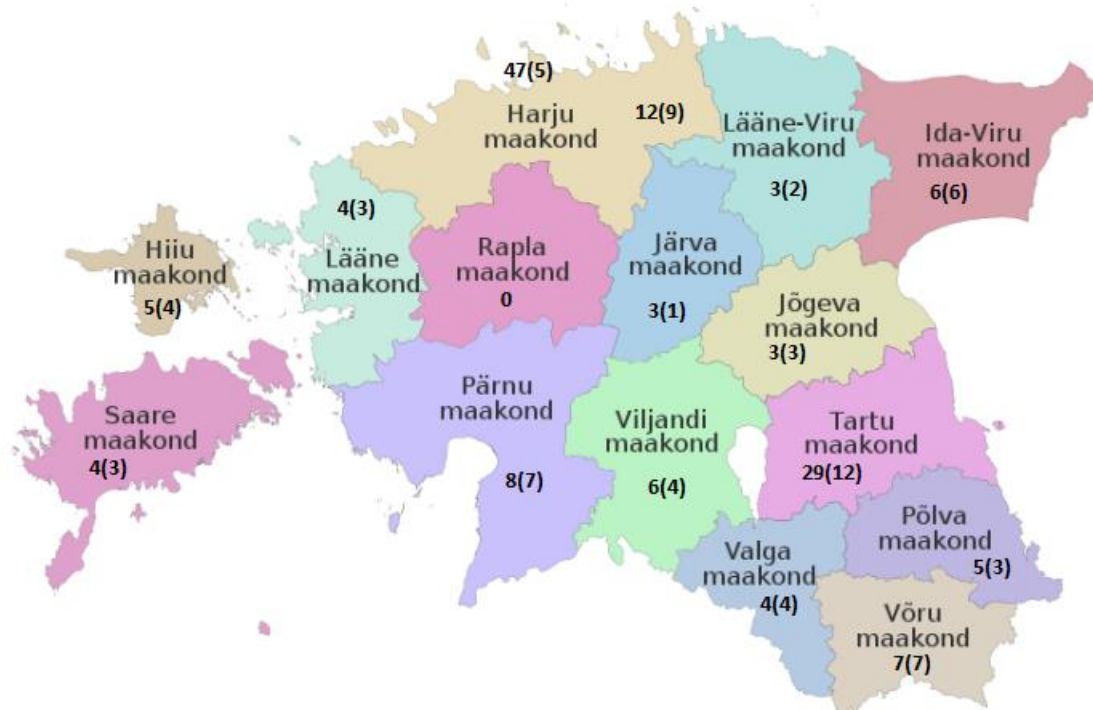 47(5)
Harju
maakond
12(9)
Lääne-Viru
maakond
3(2)
Ida-Viru
maakond
6(6)
4(3)
Lääne
maakond
Hiiu
maakond
5(4)
Rapla
maakond
0
Järva
maakond
3(1)
Jõgeva
maakond
3(3)
Saare
maakond
4(3)
Pärnu
maakond
8(7)
Viljandi
maakond
6(4)
Tartu
maakond
29(12)
Põlva
maakond
5(3)
Valga
maakond
4(4)
Võru
maakond
7(7)